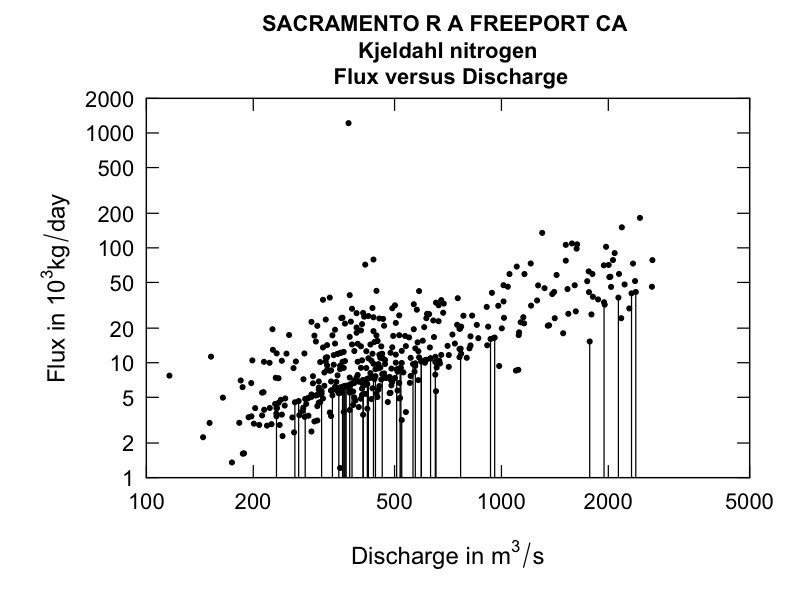 SACRAMENTO R A FREEPORT CA
Kjeldahl nitrogen
Flux versus Discharge
Flux in 10³kg/day
2000
1000
500
200
100
50
20
10
5
2
1
100 200 500 1000 2000 5000
Discharge in m³/s